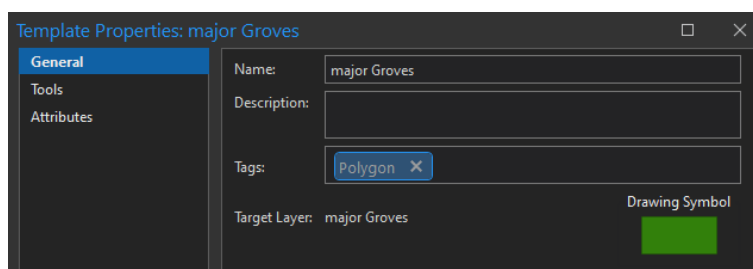 Template Properties: major Groves
General
Tools
Attributes
Name: major Groves
Description:
Tags: Polygon
Target Layer: major Groves
Drawing Symbol